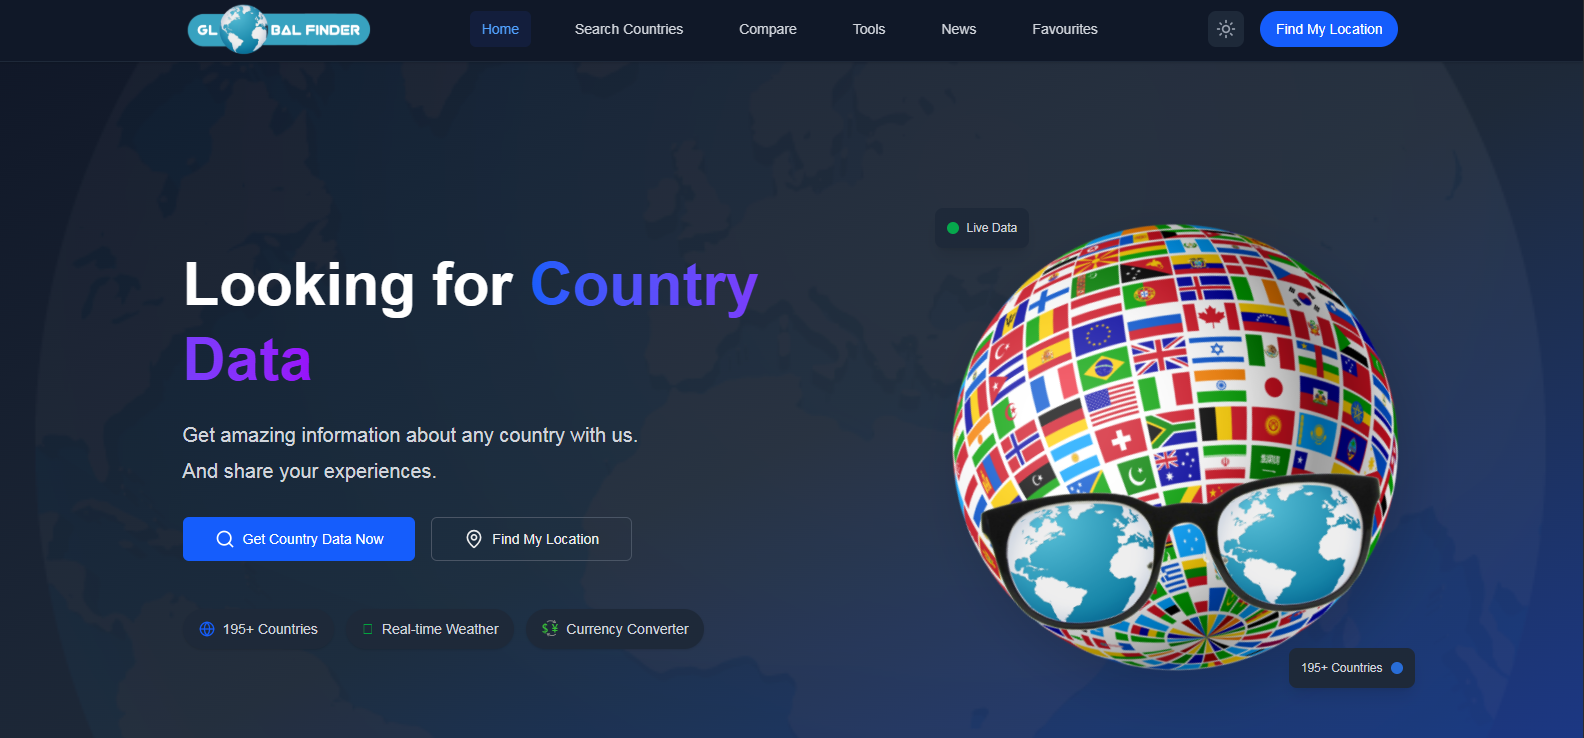 GL BAL FINDER
Home
Search Countries
Compare
Tools
News
Favourites
Find My Location
Live Data
Looking for Country
Data
Get amazing information about any country with us.
And share your experiences.
Get Country Data Now
Find My Location
195+ Countries
Real-time Weather
Currency Converter
195+ Countries